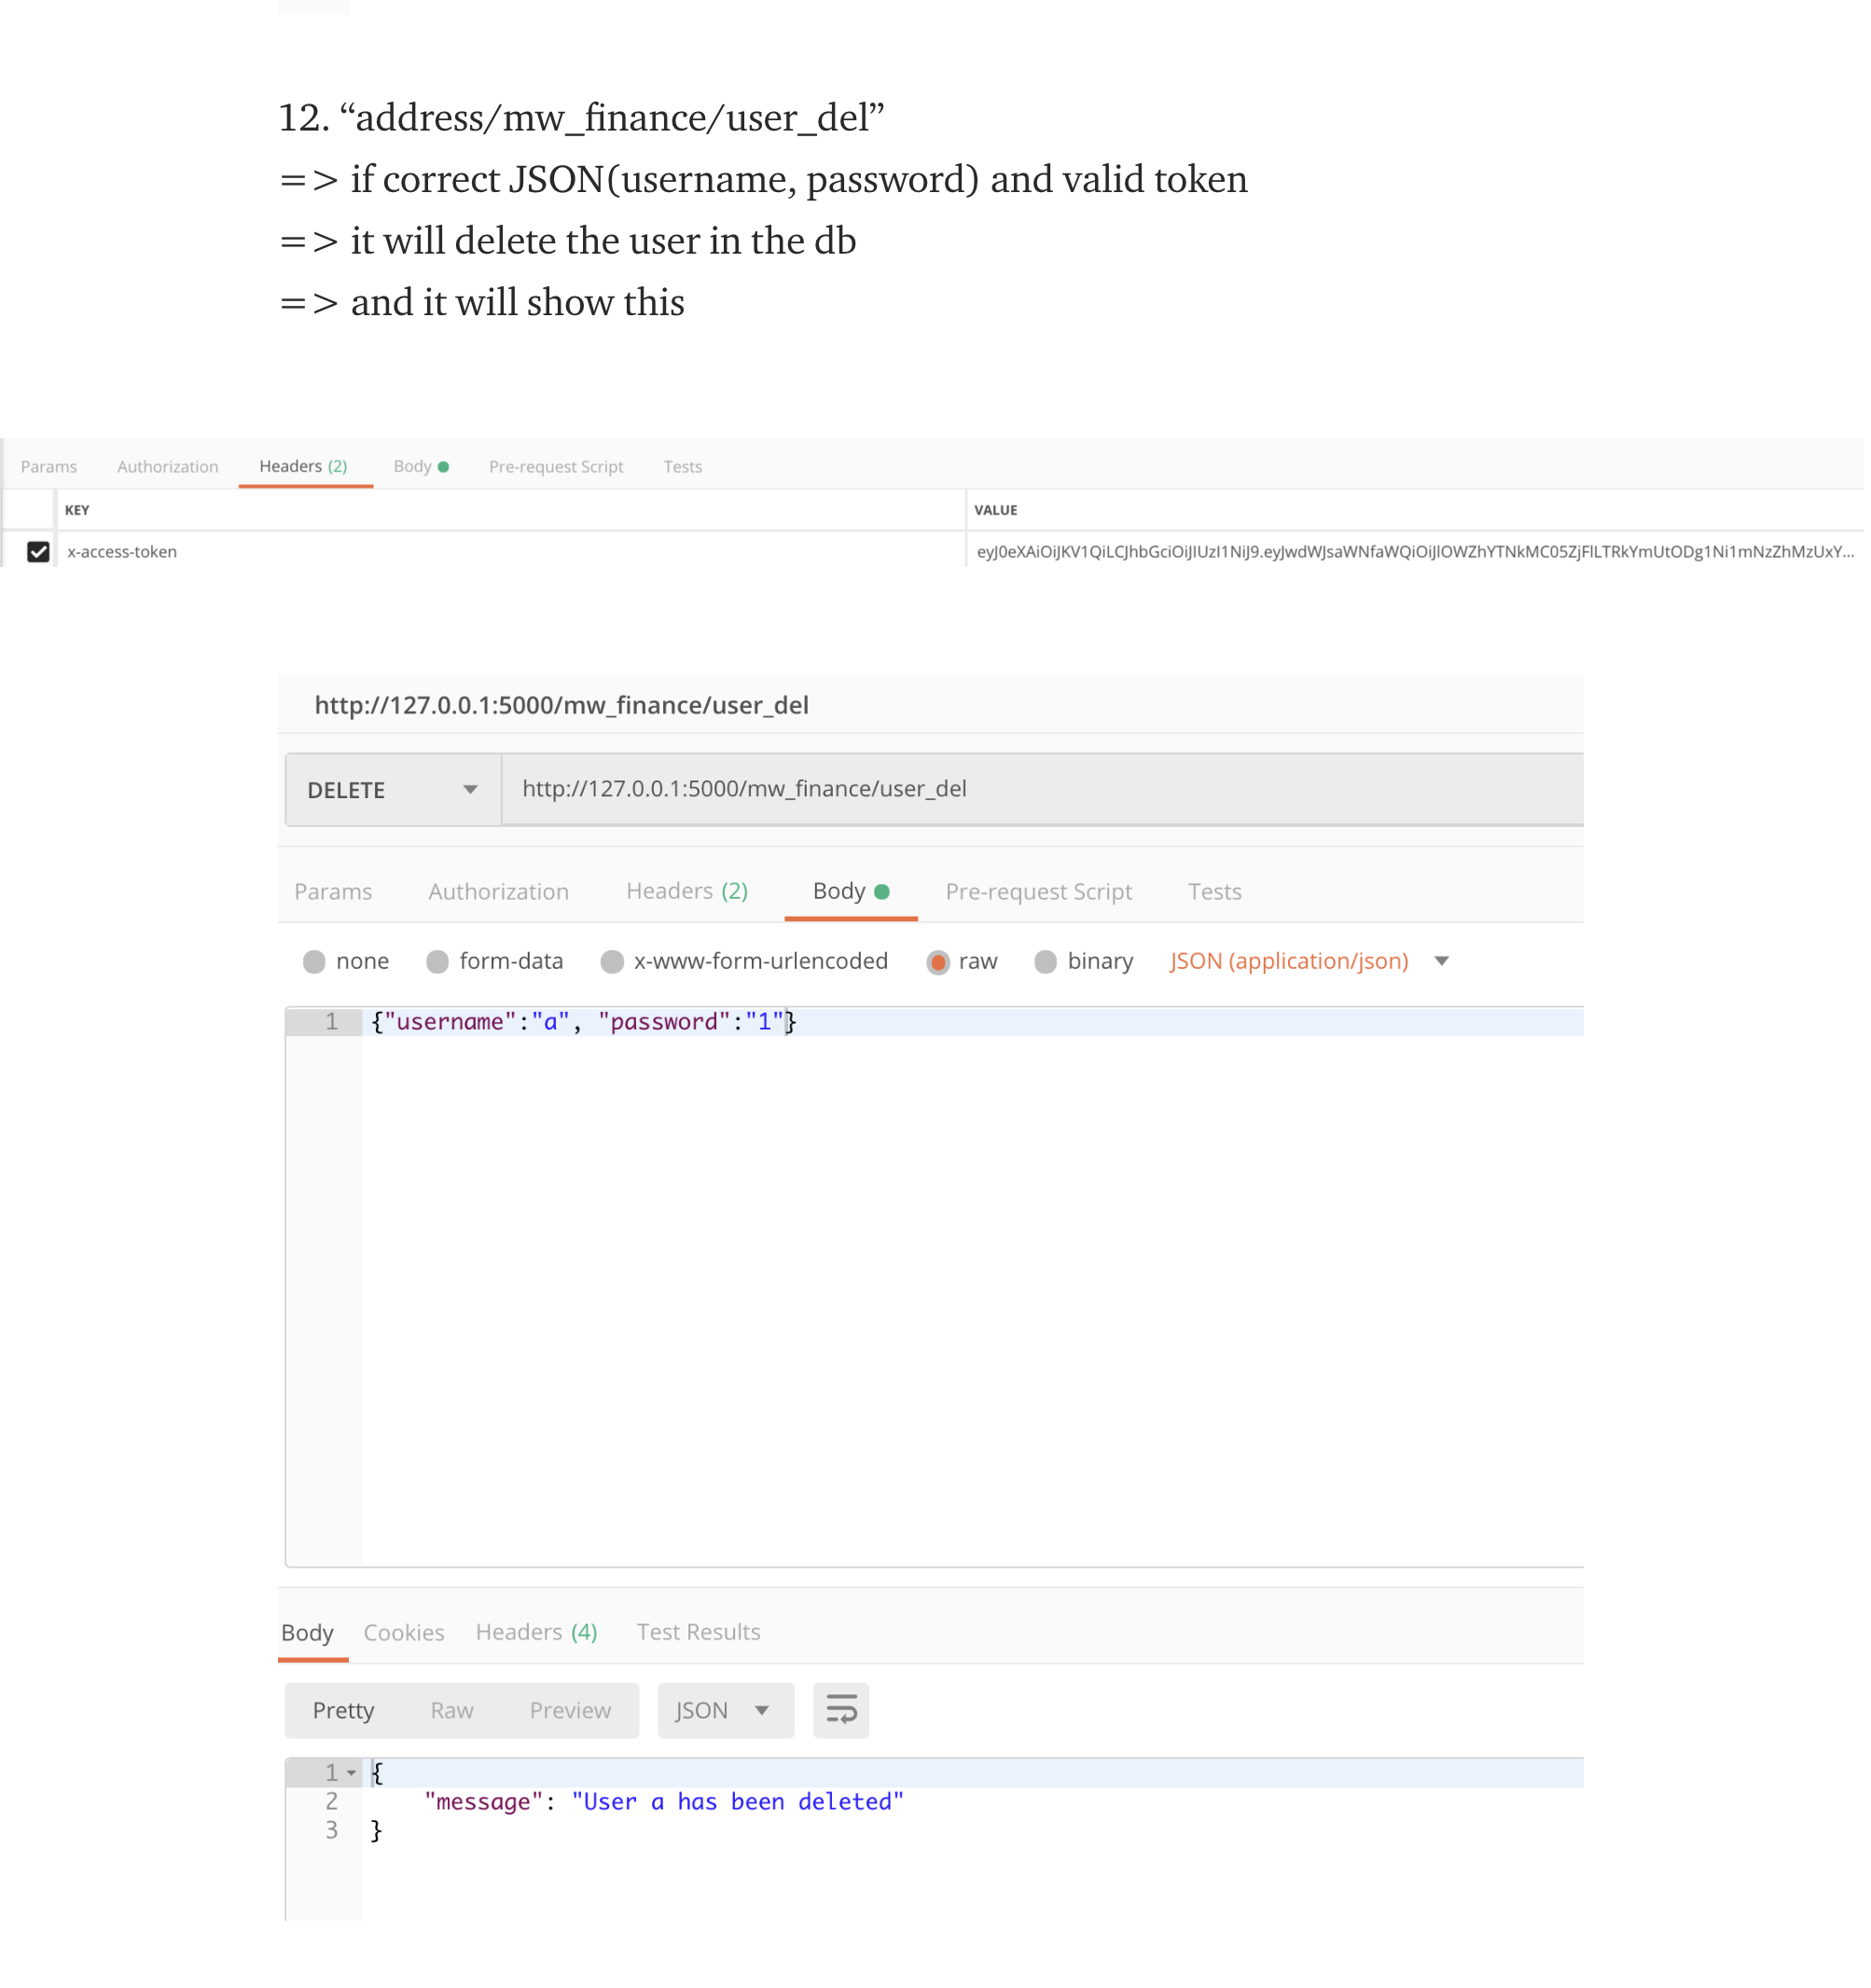 12. “address/mw_finance/user_del”
=> if correct JSON(username, password) and valid token
=> it will delete the user in the db
=> and it will show this
Params Authorization Headers (2) Body Pre-request Script Tests
KEY VALUE
x-access-token eyJ0eXAiOiJKV1QiLCJhbGciOiJIUzI1NiJ9.eyJwdWJsaWNfaWQiOiJlOWZhYTNkMC05ZjFlLTRkYmUtODg1Ni1mNzZhMzUxY...
http://127.0.0.1:5000/mw_finance/user_del
DELETE http://127.0.0.1:5000/mw_finance/user_del
Params Authorization Headers (2) Body Pre-request Script Tests
none form-data x-www-form-urlencoded raw binary JSON (application/json)
1 {"username":"a", "password":"1"}
Body Cookies Headers (4) Test Results
Pretty Raw Preview JSON
1 {
2 "message": "User a has been deleted"
3 }